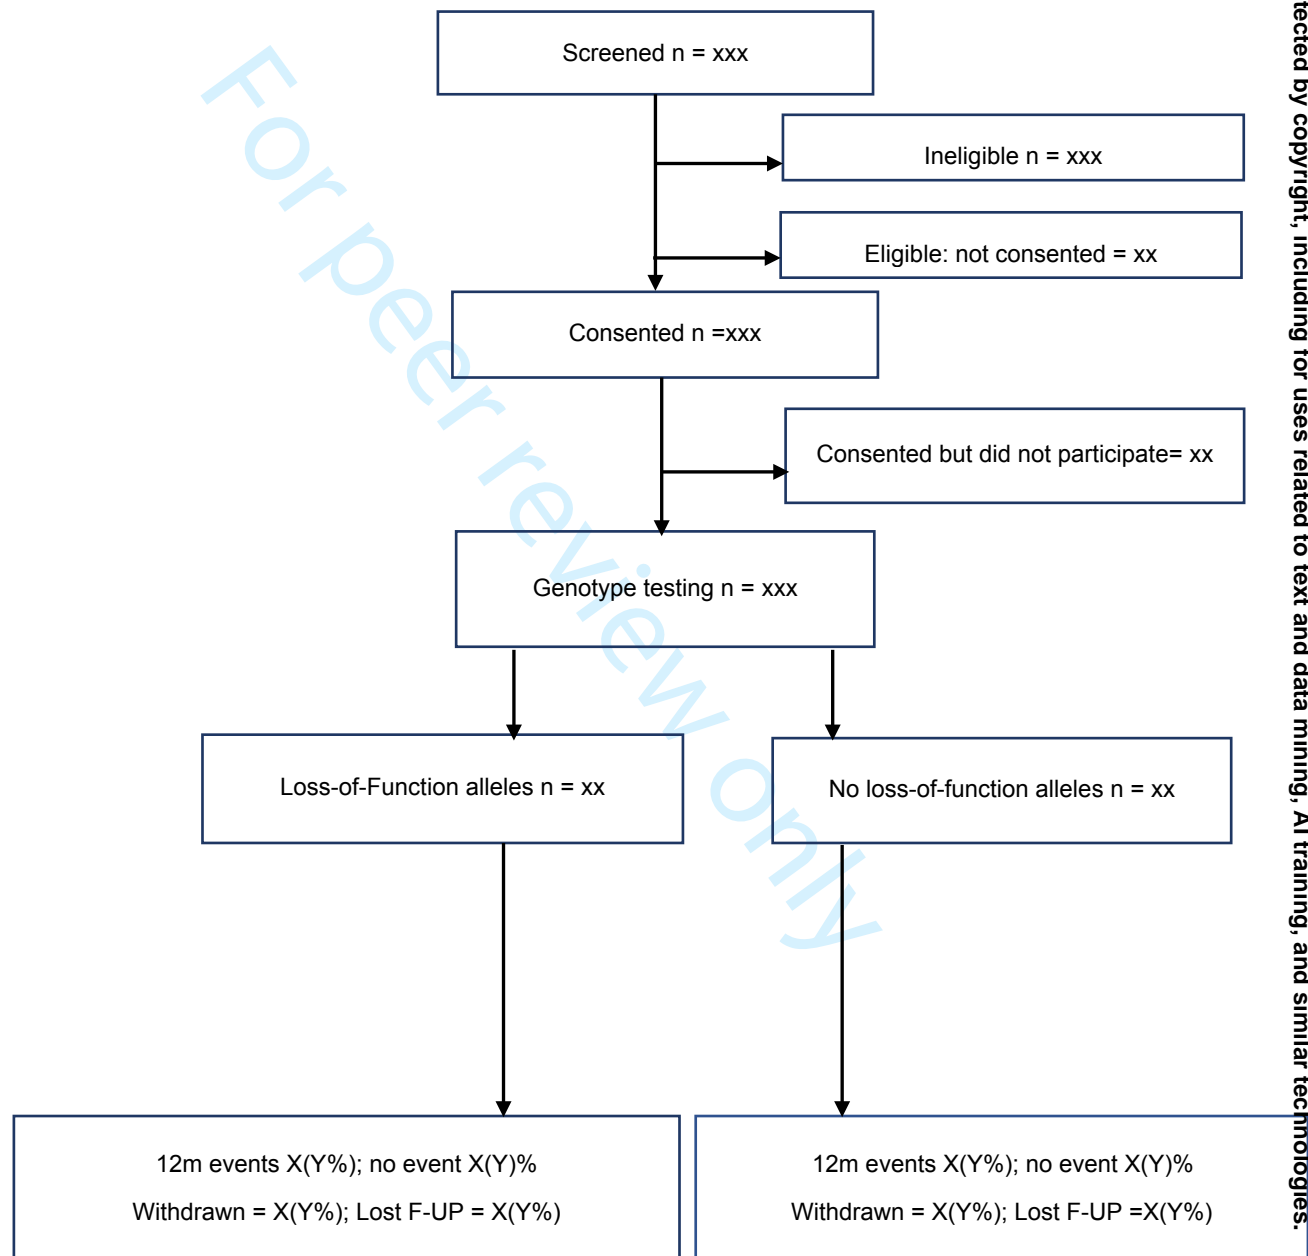 Screened n = xxx
Ineligible n = xxx
Eligible: not consented = xx
Consented n =xxx
Consented but did not participate= xx
Genotype testing n = xxx
Loss-of-Function alleles n = xx
No loss-of-function alleles n = xx
12m events X(Y%); no event X(Y)%
Withdrawn = X(Y%); Lost F-UP = X(Y%)
12m events X(Y%); no event X(Y)%
Withdrawn = X(Y%); Lost F-UP =X(Y%)
For peer review only
tected by copyright, including for uses related to text and data mining, AI training, and similar technologies.